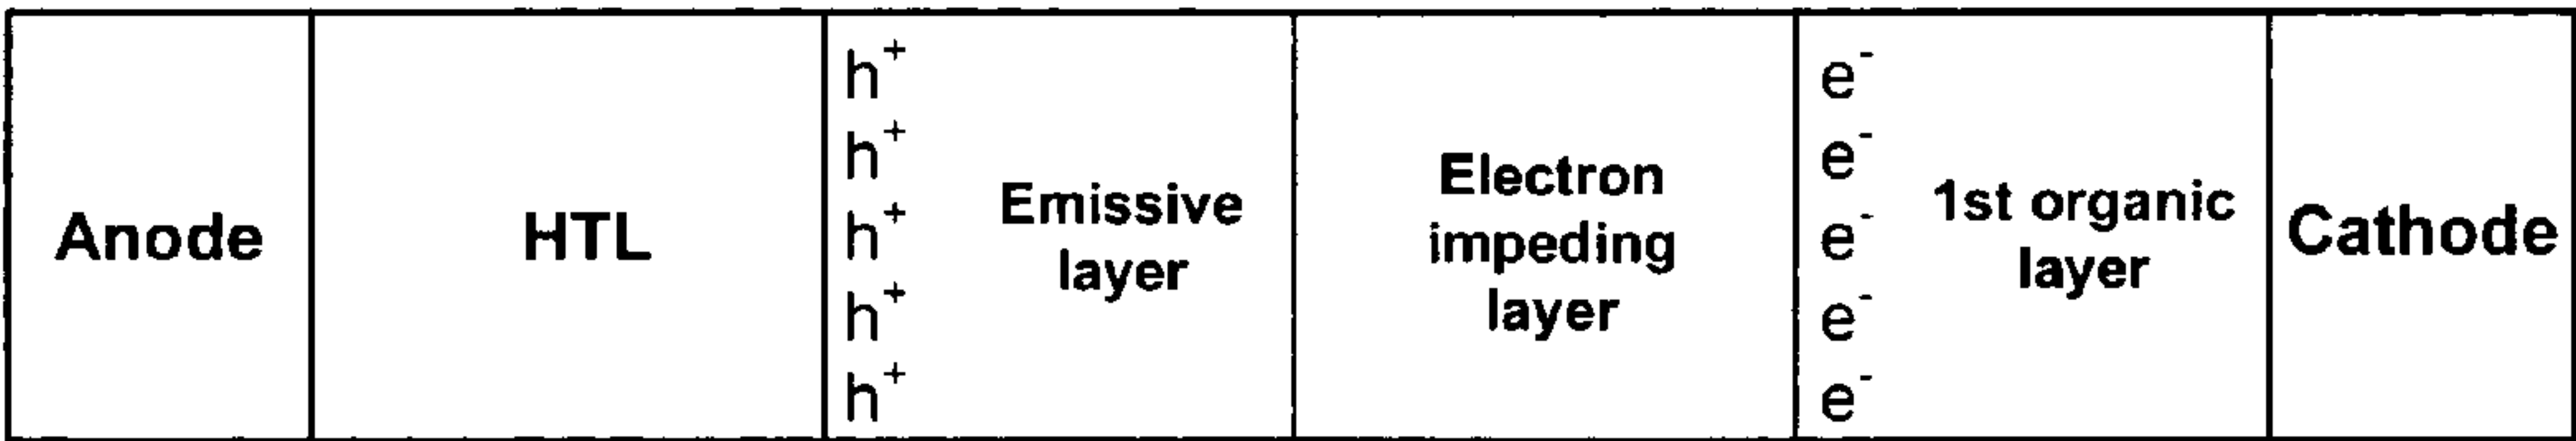 Anode
HTL
h⁺
h⁺
h⁺
h⁺
h⁺
Emissive
layer
Electron
impeding
layer
e⁻
e⁻
e⁻
e⁻
e⁻
1st organic
layer
Cathode